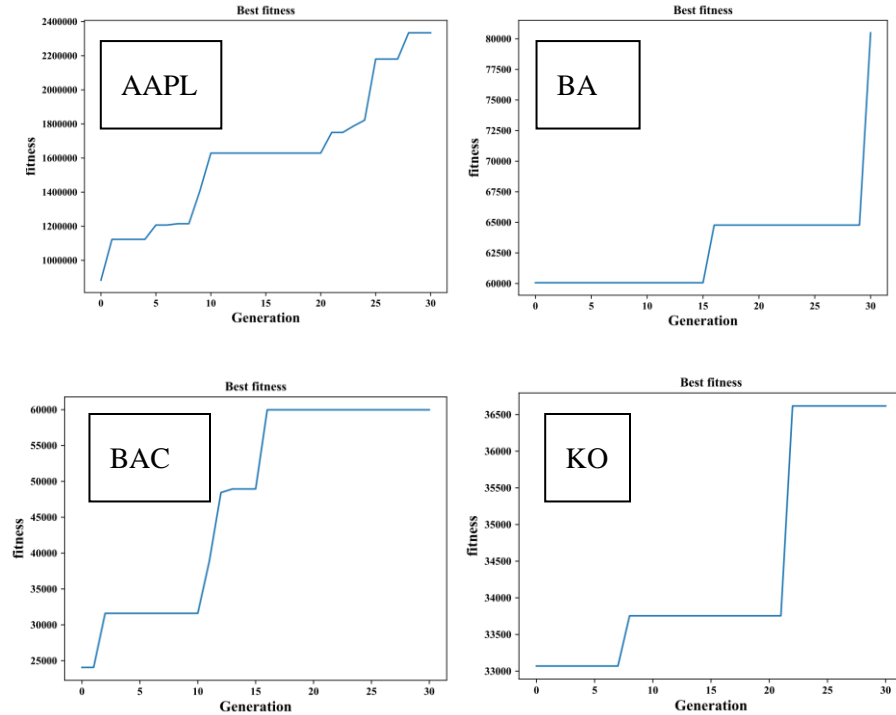 Best fitness
AAPL
fitness
2400000
2200000
2000000
1800000
1600000
1400000
1200000
1000000
0 5 10 15 20 25 30
Generation
Best fitness
BA
fitness
80000
77500
75000
72500
70000
67500
65000
62500
60000
0 5 10 15 20 25 30
Generation
Best fitness
BAC
fitness
60000
55000
50000
45000
40000
35000
30000
25000
0 5 10 15 20 25 30
Generation
Best fitness
KO
fitness
36500
36000
35500
35000
34500
34000
33500
33000
0 5 10 15 20 25 30
Generation